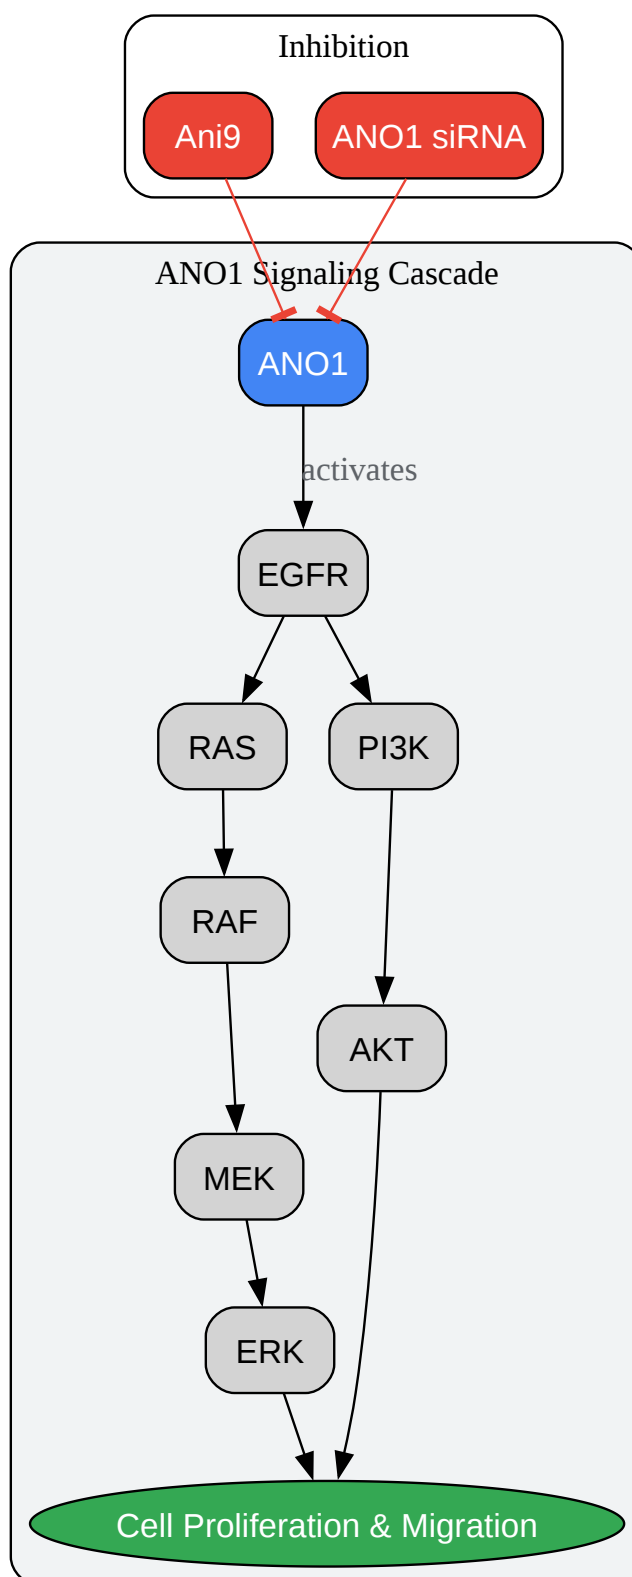 Inhibition
Ani9
ANO1 siRNA
ANO1 Signaling Cascade
ANO1
activates
EGFR
RAS
PI3K
RAF
AKT
MEK
ERK
Cell Proliferation & Migration